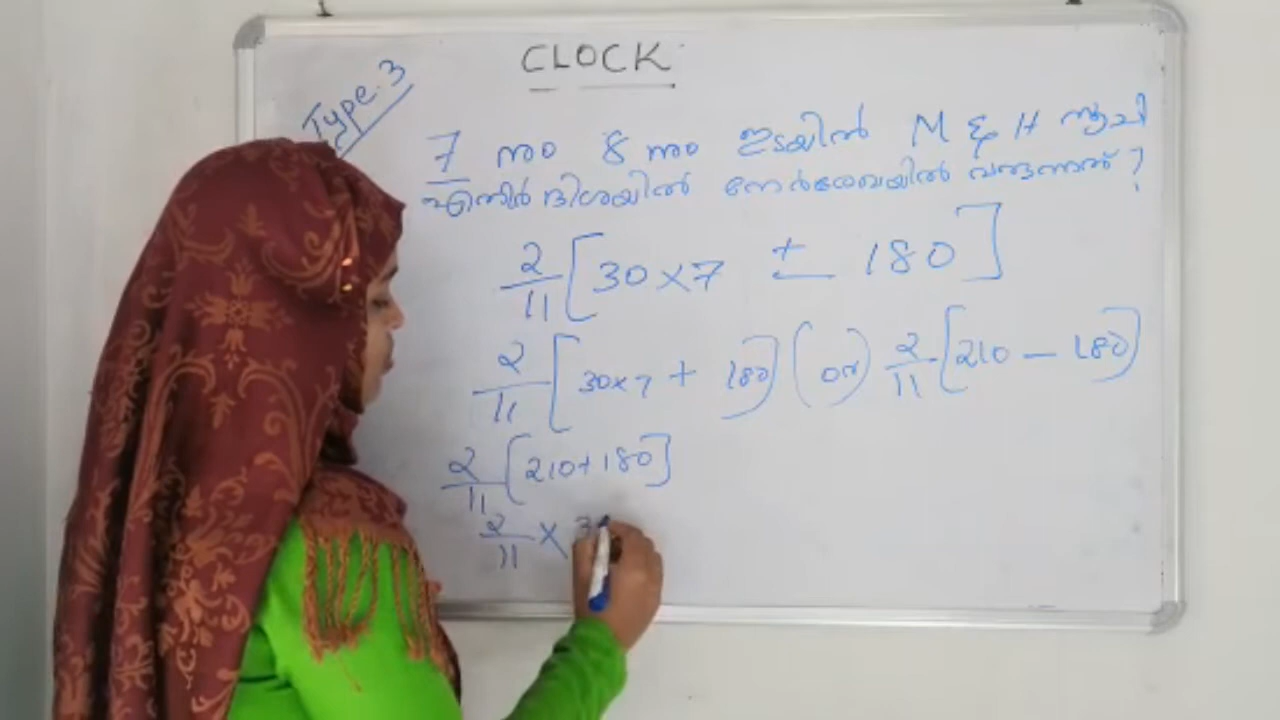 CLOCK
Type: 3
7 നും 8 നും ഇടയിൽ M & H സൂചി
എതിർ ദിശയിൽ നേർരേഖയിൽ വരുന്നത് ?
2/11 [30 × 7 ± 180]
2/11 [30×7 + 180] (or) 2/11 [210 - 180]
2/11 [210+180]
2/11 × 3